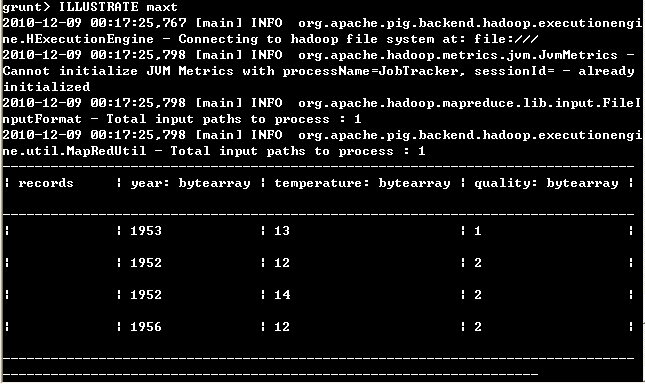 grunt> ILLUSTRATE maxt
2010-12-09 00:17:25,767 [main] INFO  org.apache.pig.backend.hadoop.executionengi
ne.HExecutionEngine - Connecting to hadoop file system at: file:///
2010-12-09 00:17:25,798 [main] INFO  org.apache.hadoop.metrics.jvm.JvmMetrics -
Cannot initialize JVM Metrics with processName=JobTracker, sessionId= - already
initialized
2010-12-09 00:17:25,798 [main] INFO  org.apache.hadoop.mapreduce.lib.input.FileI
nputFormat - Total input paths to process : 1
2010-12-09 00:17:25,798 [main] INFO  org.apache.pig.backend.hadoop.executionengi
ne.util.MapRedUtil - Total input paths to process : 1
--------------------------------------------------------------------------------
| records     | year: bytearray | temperature: bytearray | quality: bytearray |
--------------------------------------------------------------------------------
|             | 1953            | 13                     | 1                  |
|             | 1952            | 12                     | 2                  |
|             | 1952            | 14                     | 2                  |
|             | 1956            | 12                     | 2                  |
--------------------------------------------------------------------------------
--------------------------------------------------------------------